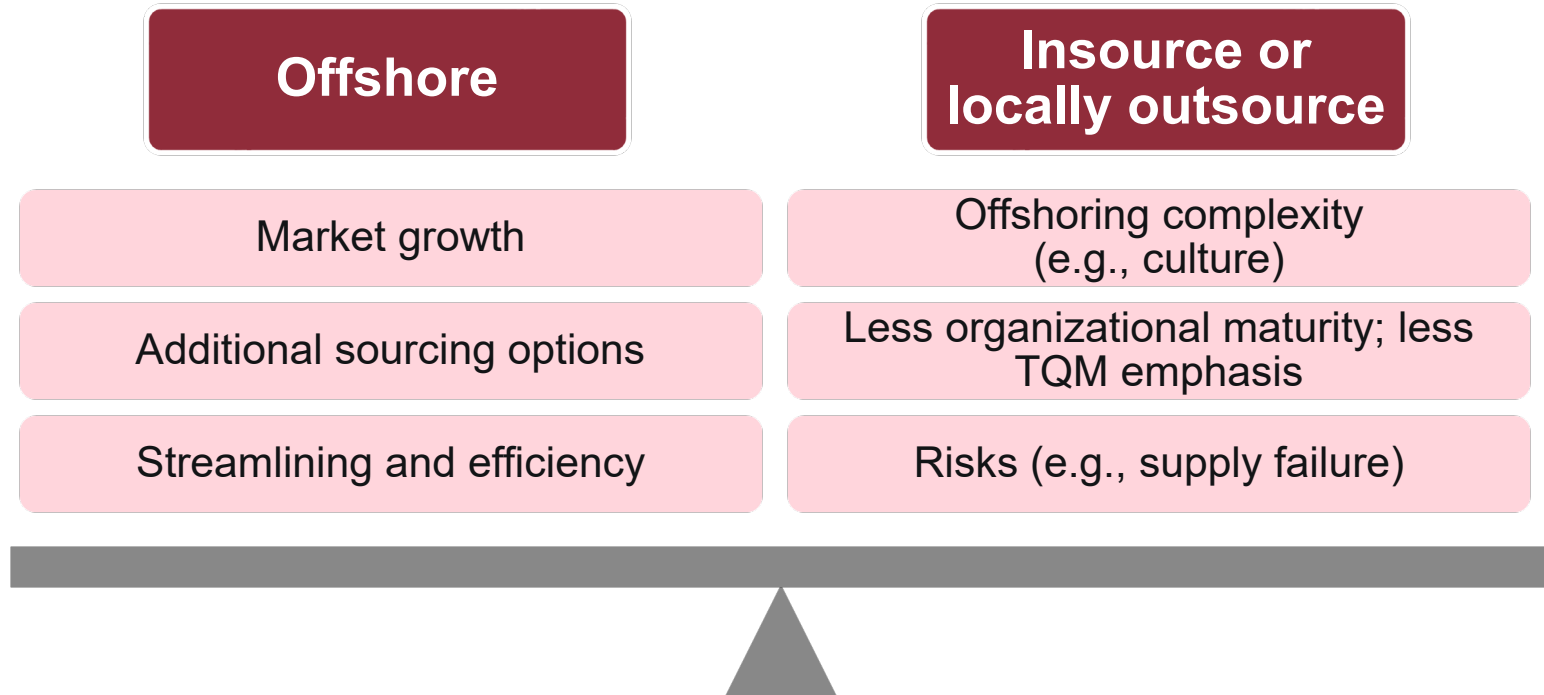 Offshore
Insource or
locally outsource
Market growth
Offshoring complexity
(e.g., culture)
Additional sourcing options
Less organizational maturity; less
TQM emphasis
Streamlining and efficiency
Risks (e.g., supply failure)